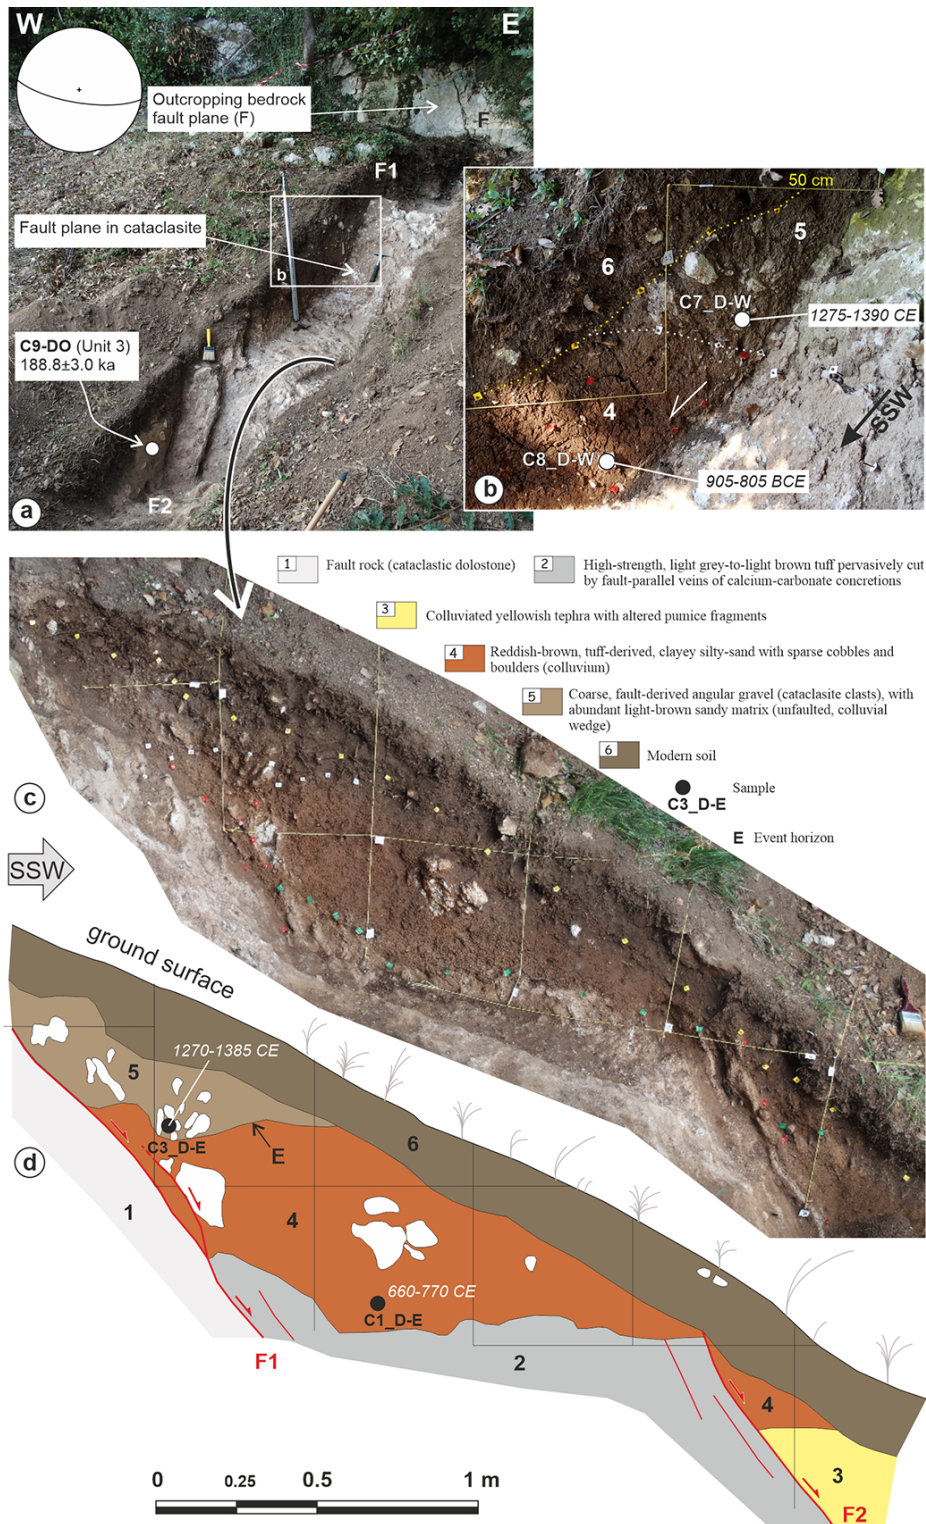 W
E
Outcropping bedrock
fault plane (F)
F
F1
Fault plane in cataclasite
b
C9-DO (Unit 3)
188.8±3.0 ka
F2
a
50 cm
5
6
C7_D-W
1275-1390 CE
4
SSW
C8_D-W
905-805 BCE
b
1 Fault rock (cataclastic dolostone)
2 High-strength, light grey-to-light brown tuff pervasively cut
by fault-parallel veins of calcium-carbonate concretions
3 Colluviated yellowish tephra with altered pumice fragments
4 Reddish-brown, tuff-derived, clayey silty-sand with sparse cobbles and
boulders (colluvium)
5 Coarse, fault-derived angular gravel (cataclasite clasts), with
abundant light-brown sandy matrix (unfaulted, colluvial
wedge)
6 Modern soil
Sample
C3_D-E
E Event horizon
c
SSW
ground surface
1270-1385 CE
5
C3_D-E
E
6
d
1
4
660-770 CE
C1_D-E
F1
2
4
3
F2
0 0.25 0.5 1 m